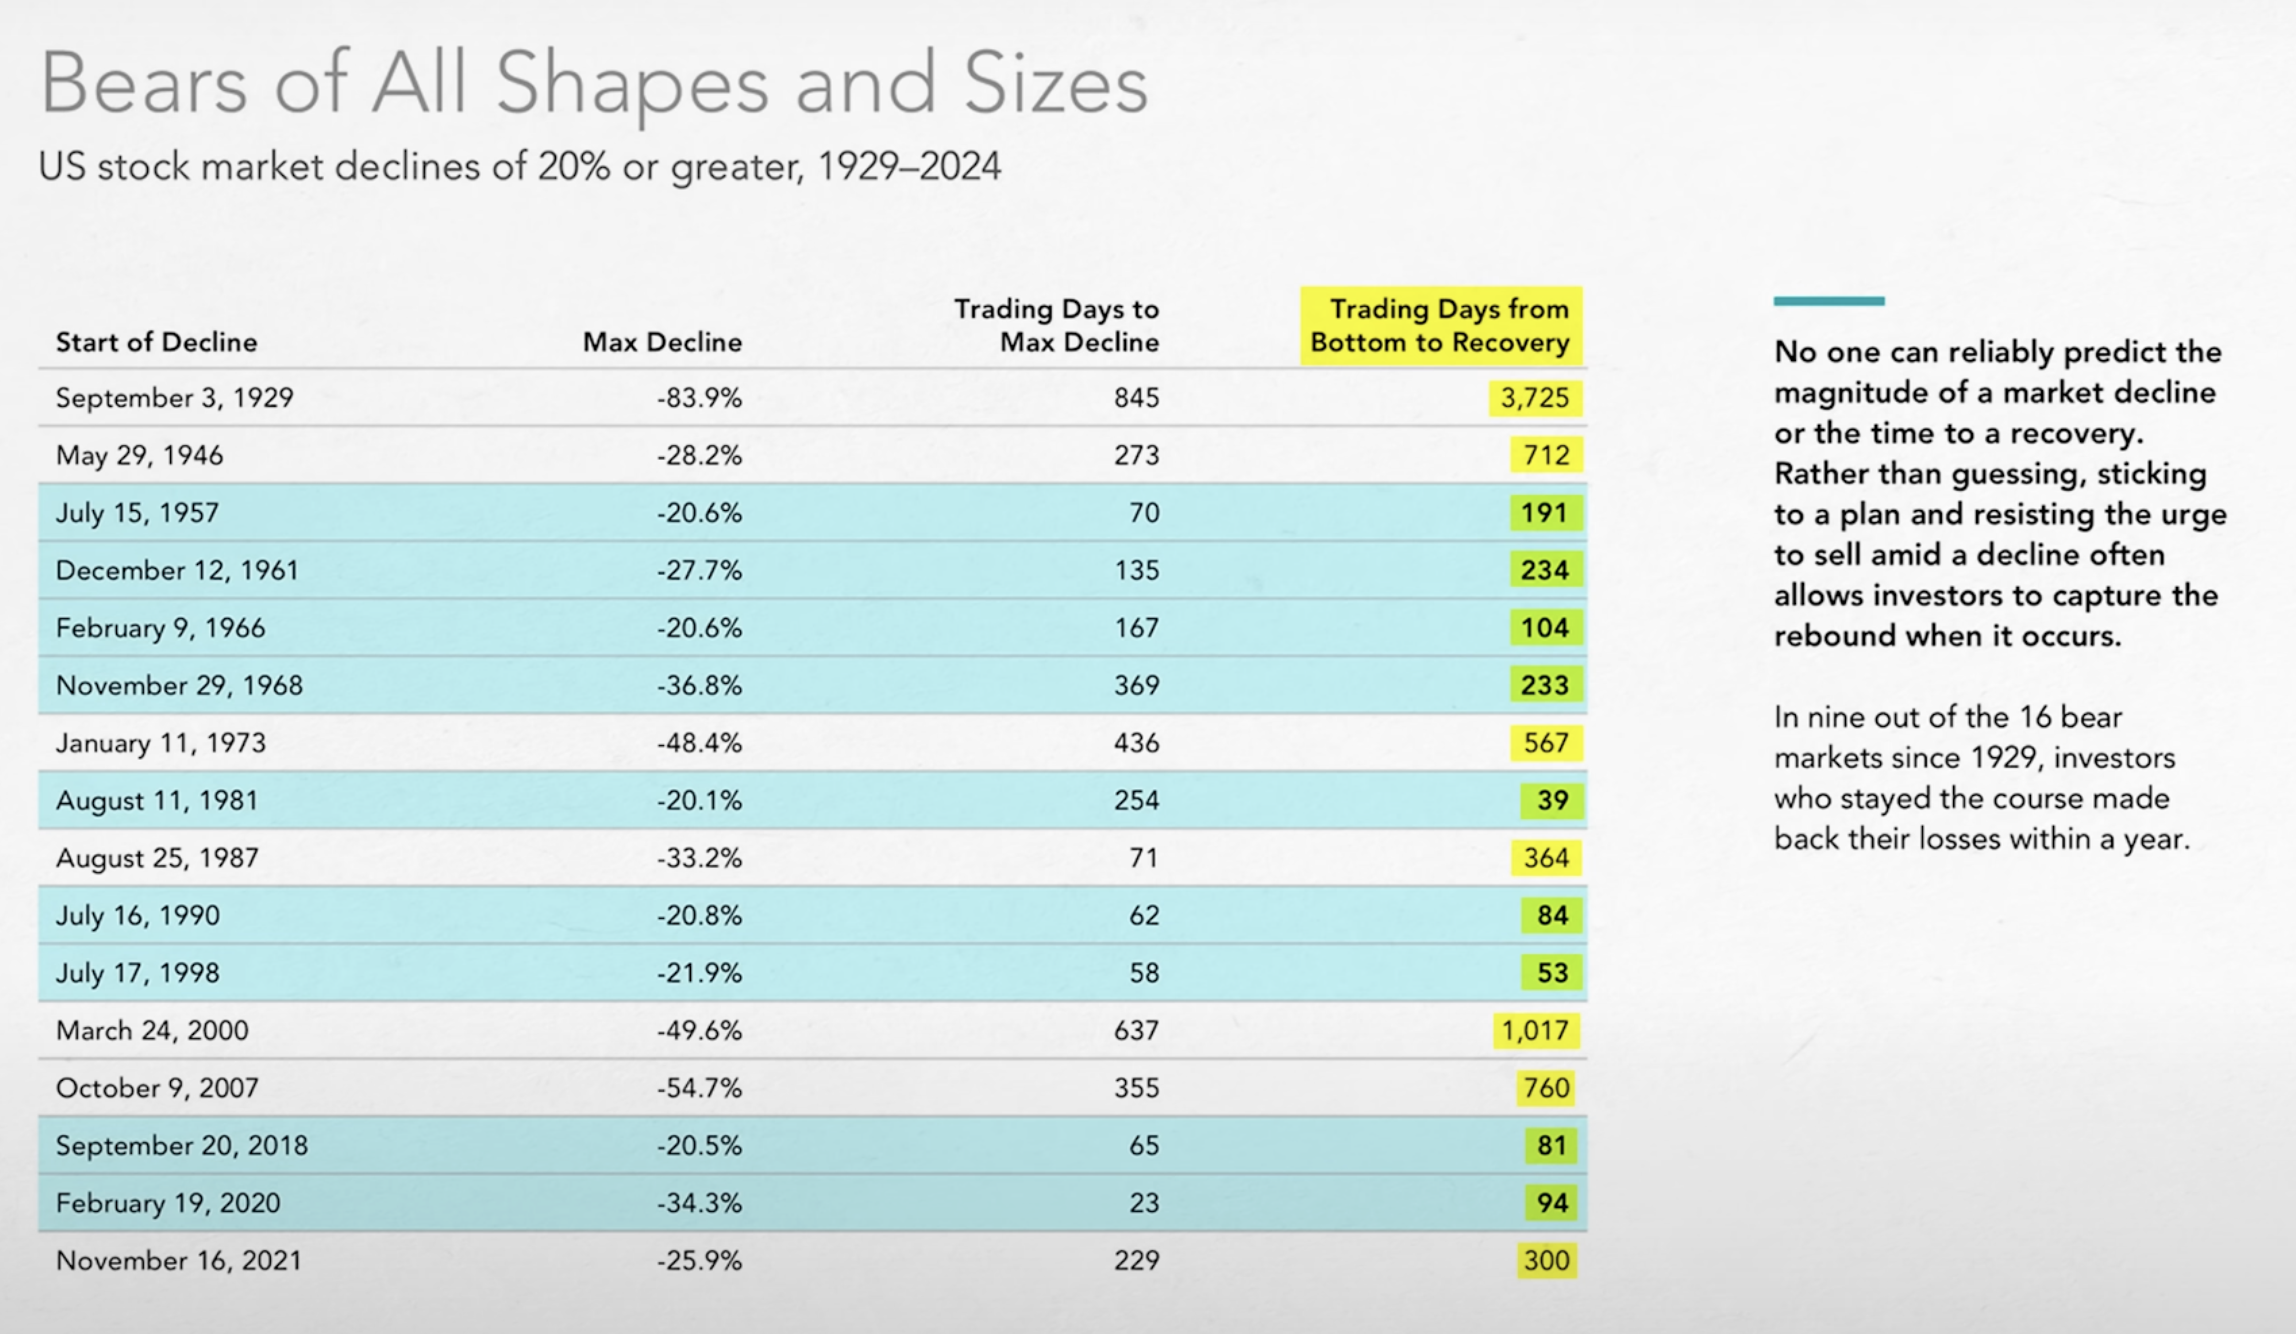 Bears of All Shapes and Sizes
US stock market declines of 20% or greater, 1929–2024
Start of Decline Max Decline Trading Days to Max Decline Trading Days from Bottom to Recovery
September 3, 1929 -83.9% 845 3,725
May 29, 1946 -28.2% 273 712
July 15, 1957 -20.6% 70 191
December 12, 1961 -27.7% 135 234
February 9, 1966 -20.6% 167 104
November 29, 1968 -36.8% 369 233
January 11, 1973 -48.4% 436 567
August 11, 1981 -20.1% 254 39
August 25, 1987 -33.2% 71 364
July 16, 1990 -20.8% 62 84
July 17, 1998 -21.9% 58 53
March 24, 2000 -49.6% 637 1,017
October 9, 2007 -54.7% 355 760
September 20, 2018 -20.5% 65 81
February 19, 2020 -34.3% 23 94
November 16, 2021 -25.9% 229 300
No one can reliably predict the
magnitude of a market decline
or the time to a recovery.
Rather than guessing, sticking
to a plan and resisting the urge
to sell amid a decline often
allows investors to capture the
rebound when it occurs.
In nine out of the 16 bear
markets since 1929, investors
who stayed the course made
back their losses within a year.